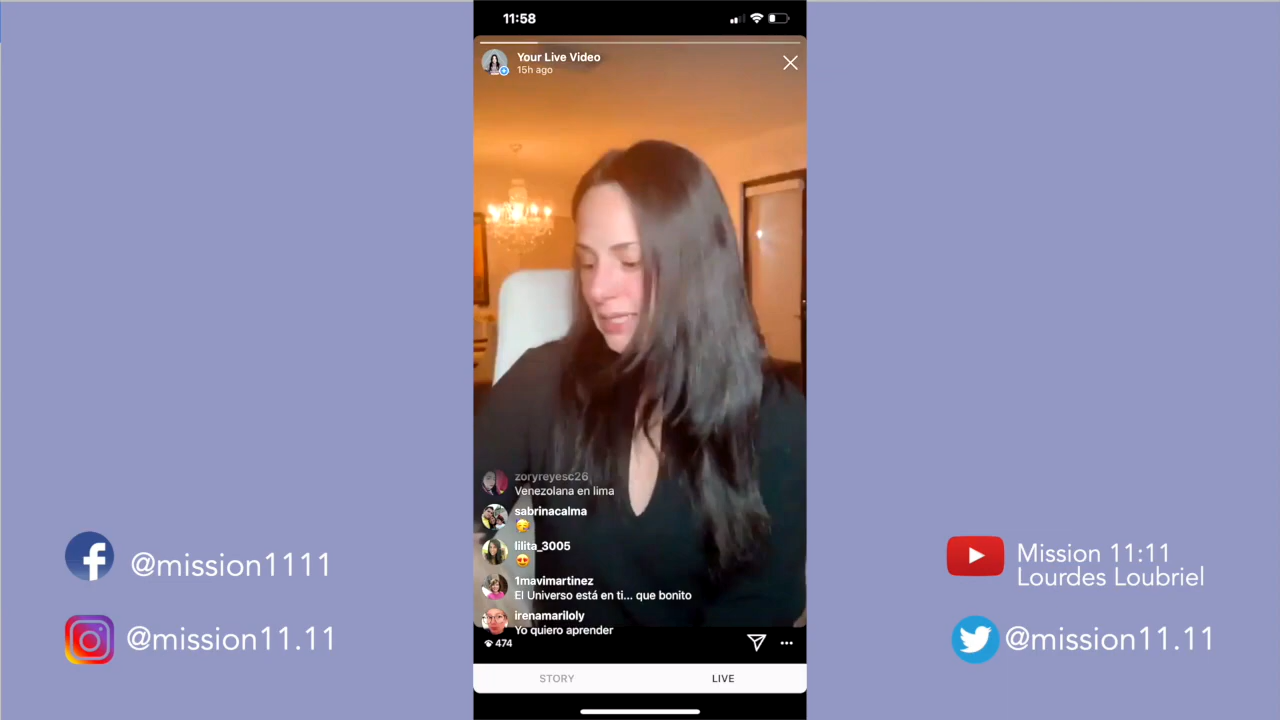 11:58
Your Live Video
15h ago
zoryreyesc26
Venezolana en lima
sabrinacalma
lilita_3005
1mavimartinez
El Universo está en ti... que bonito
irenamariloly
Yo quiero aprender
474
STORY
LIVE
@mission1111
@mission11.11
Mission 11:11
Lourdes Loubriel
@mission11.11